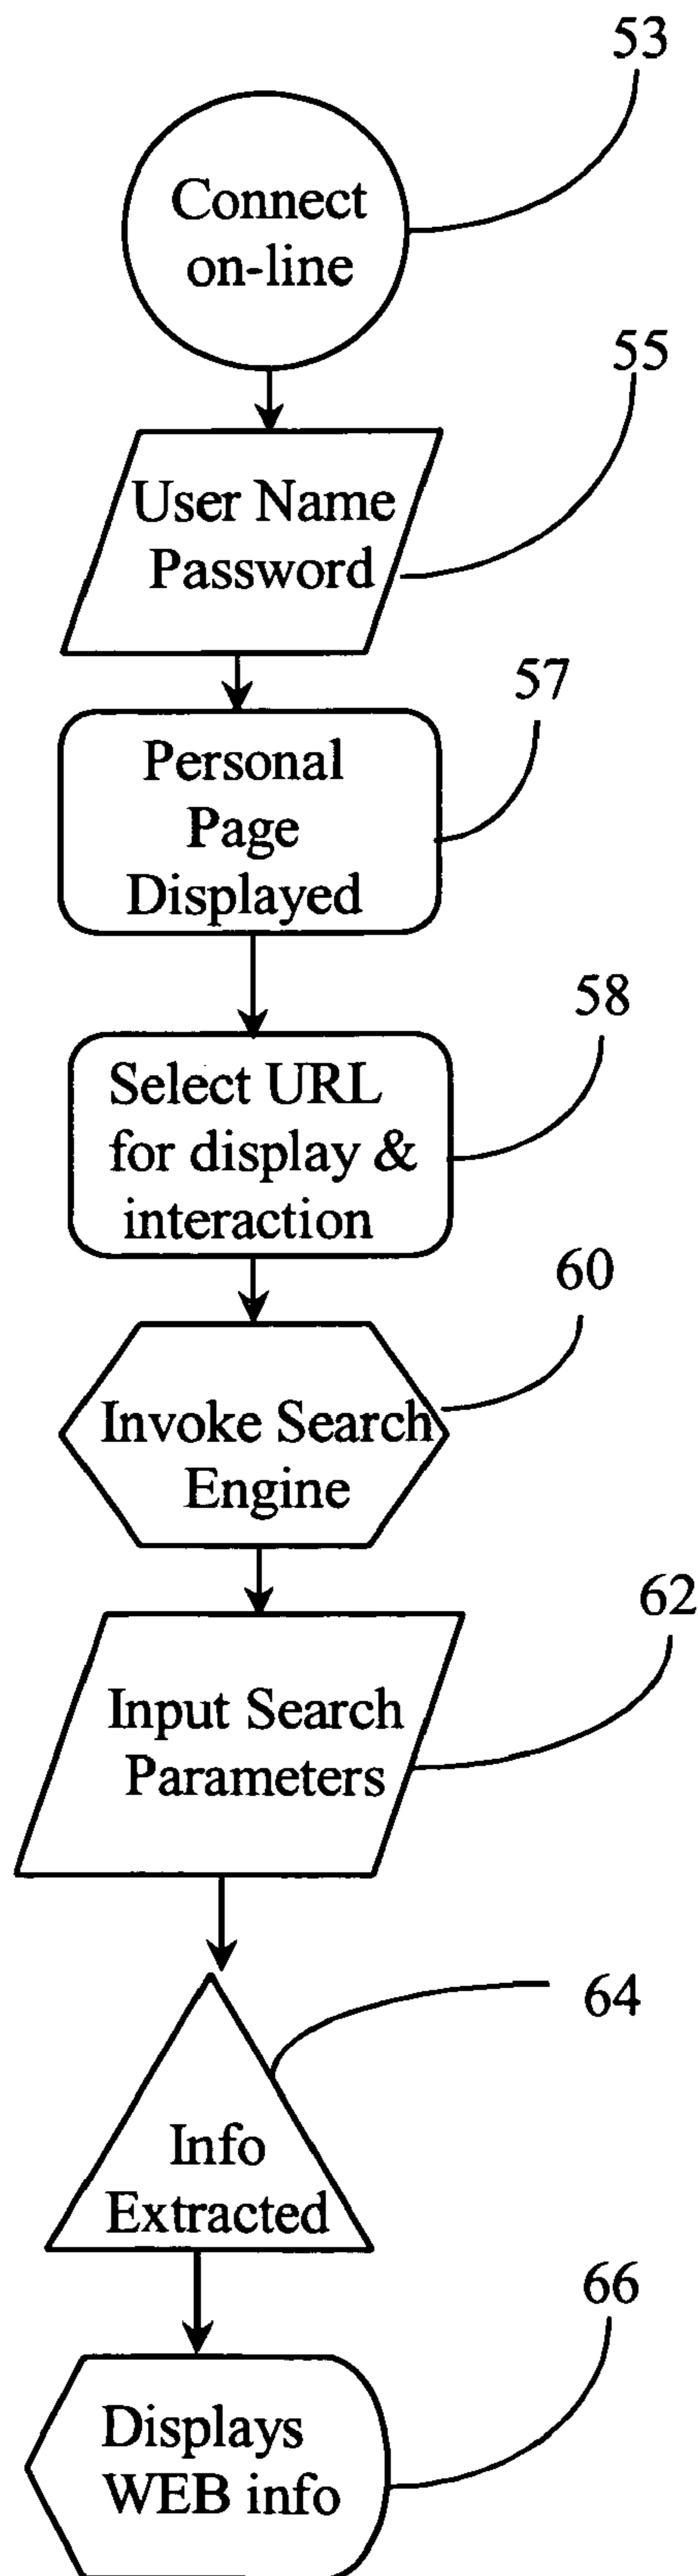 53
Connect
on-line
55
User Name
Password
57
Personal
Page
Displayed
58
Select URL
for display &
interaction
60
Invoke Search
Engine
62
Input Search
Parameters
64
Info
Extracted
66
Displays
WEB info